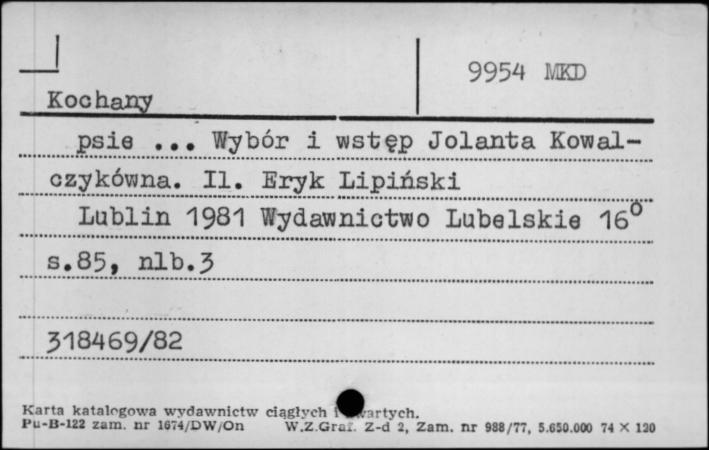 9954 MKD
Kochany
psie ... Wybór i wstęp Jolanta Kowal-
czykówna. Il. Eryk Lipiński
Lublin 1981 Wydawnictwo Lubelskie 16°
s.85, nlb.3
318469/82
Karta katalogowa wydawnictw ciągłych i zwartych.
Pu-B-122 zam. nr 1674/DW/On W.Z.Graf. Z-d 2, Zam. nr 988/77, 5.650.000 74 X 120